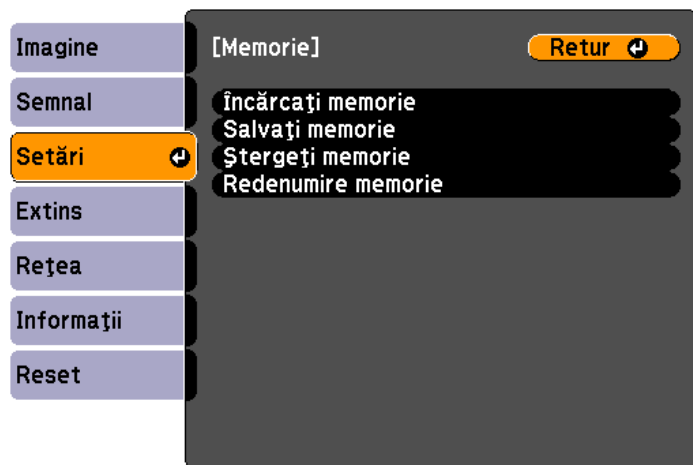 Imagine
Semnal
Setări
Extins
Reţea
Informaţii
Reset
[Memorie]
Retur
Încărcaţi memorie
Salvaţi memorie
Ştergeţi memorie
Redenumire memorie